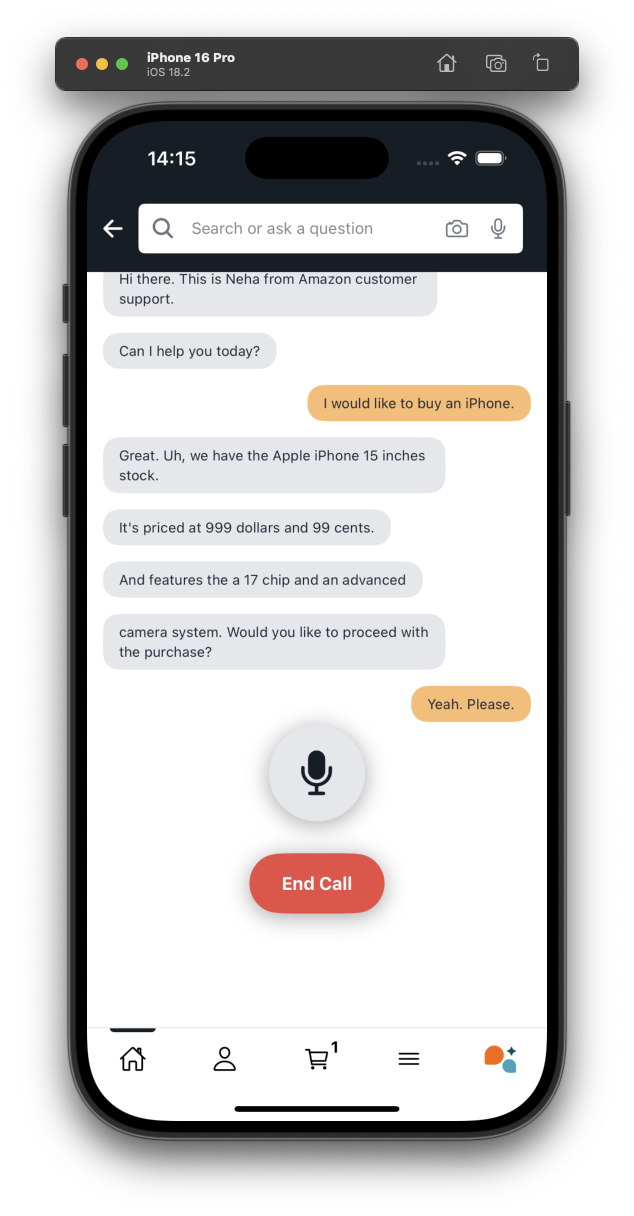 iPhone 16 Pro
iOS 18.2
14:15
Search or ask a question
Hi there. This is Neha from Amazon customer
support.
Can I help you today?
I would like to buy an iPhone.
Great. Uh, we have the Apple iPhone 15 inches
stock.
It's priced at 999 dollars and 99 cents.
And features the a 17 chip and an advanced
camera system. Would you like to proceed with
the purchase?
Yeah. Please.
End Call
1